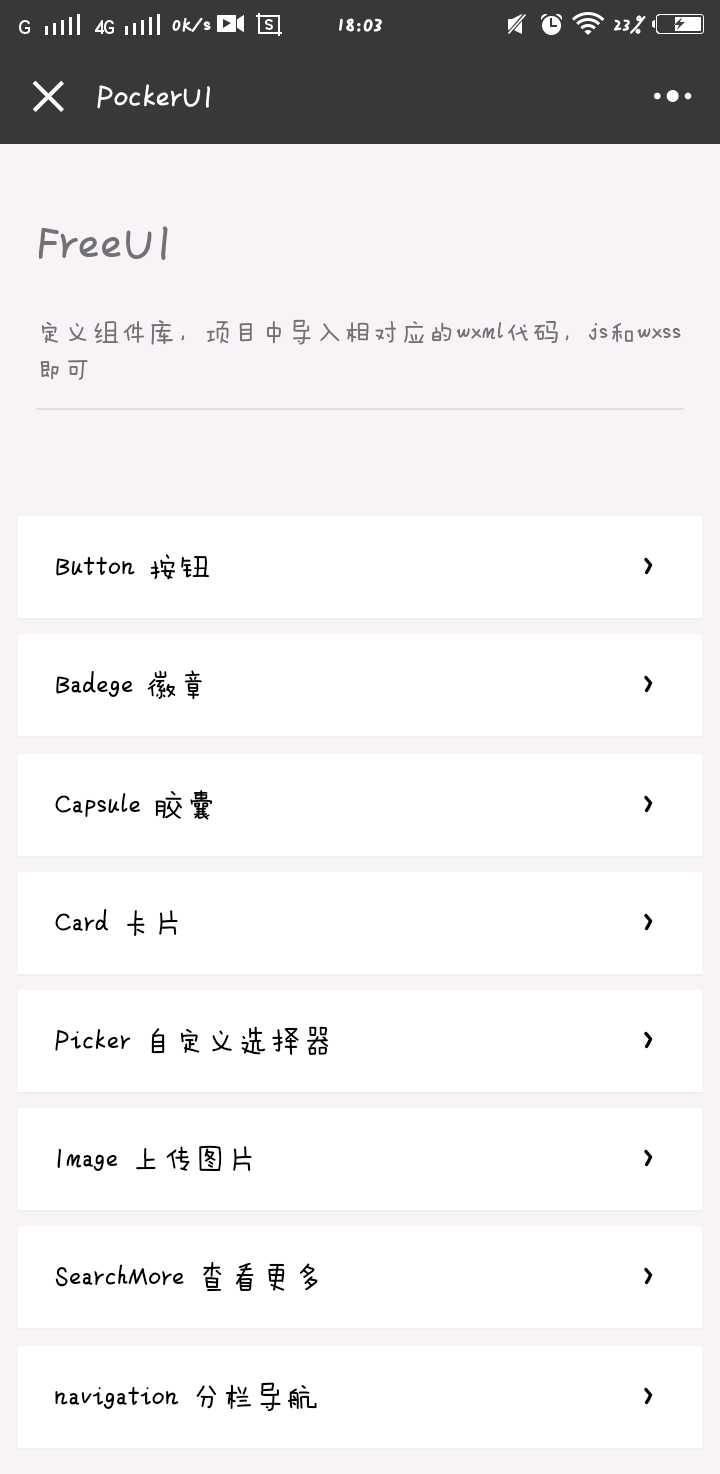 G 4G 0K/s S 18:03 23%
PockerUI
FreeUI
定义组件库，项目中导入相对应的wxml代码，js和wxss
即可
Button 按钮
Badege 徽章
Capsule 胶囊
Card 卡片
Picker 自定义选择器
Image 上传图片
SearchMore 查看更多
navigation 分栏导航